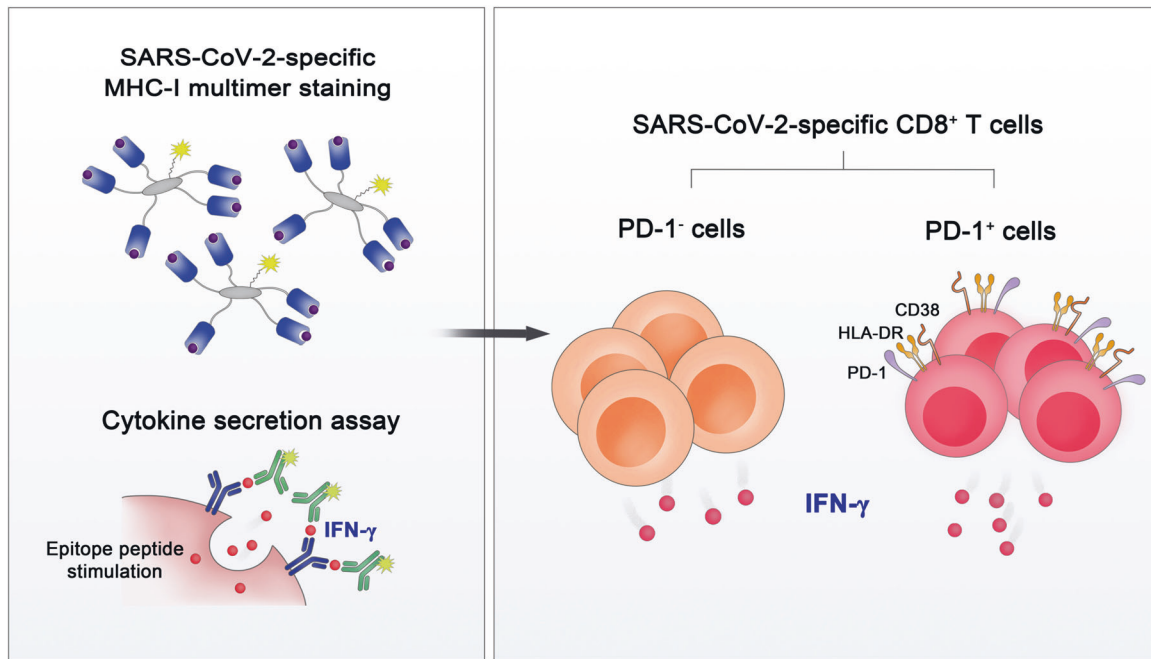 SARS-CoV-2-specific
MHC-I multimer staining
Cytokine secretion assay
IFN-γ
Epitope peptide
stimulation
SARS-CoV-2-specific CD8⁺ T cells
PD-1⁻ cells
PD-1⁺ cells
CD38
HLA-DR
PD-1
IFN-γ